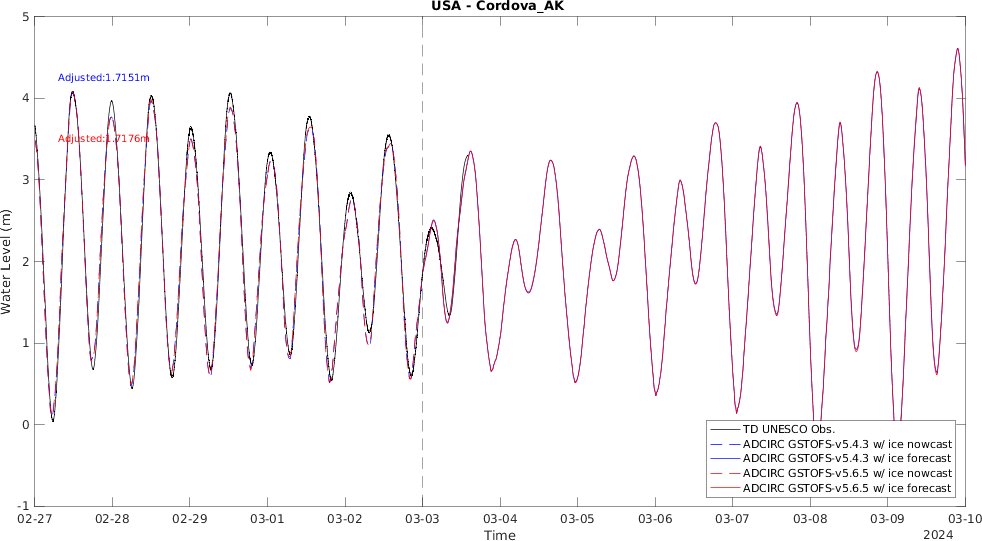 USA - Cordova_AK
5
Adjusted:1.7151m
4
Adjusted:1.7176m
3
2
1
0
-1
Water Level (m)
TD UNESCO Obs.
ADCIRC GSTOFS-v5.4.3 w/ ice nowcast
ADCIRC GSTOFS-v5.4.3 w/ ice forecast
ADCIRC GSTOFS-v5.6.5 w/ ice nowcast
ADCIRC GSTOFS-v5.6.5 w/ ice forecast
02-27 02-28 02-29 03-01 03-02 03-03 03-04 03-05 03-06 03-07 03-08 03-09 03-10
Time
2024